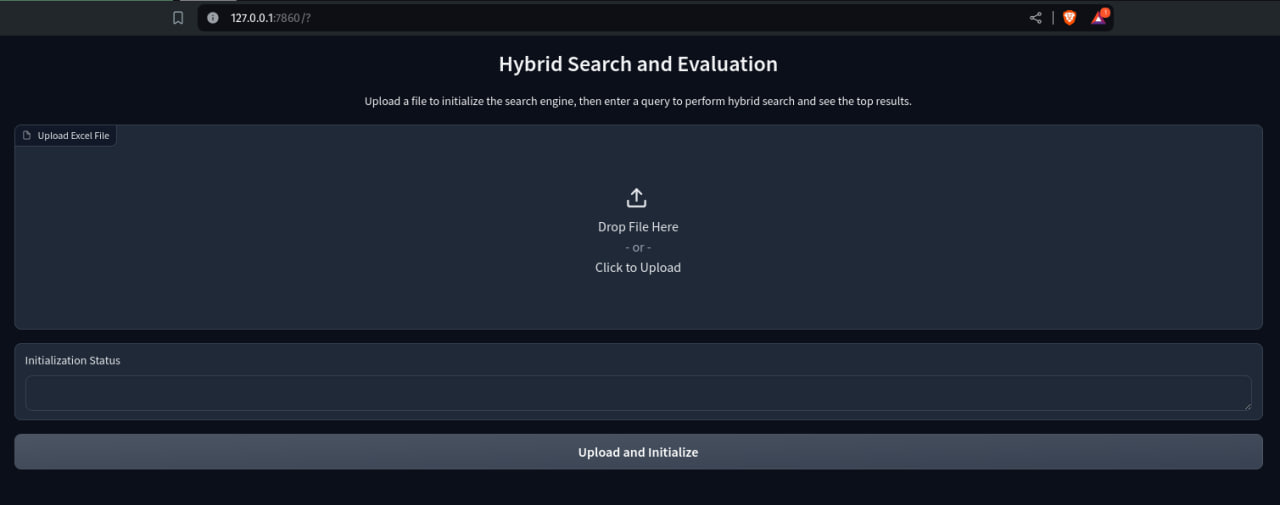 127.0.0.1:7860/?
Hybrid Search and Evaluation
Upload a file to initialize the search engine, then enter a query to perform hybrid search and see the top results.
Upload Excel File
Drop File Here
- or -
Click to Upload
Initialization Status
Upload and Initialize